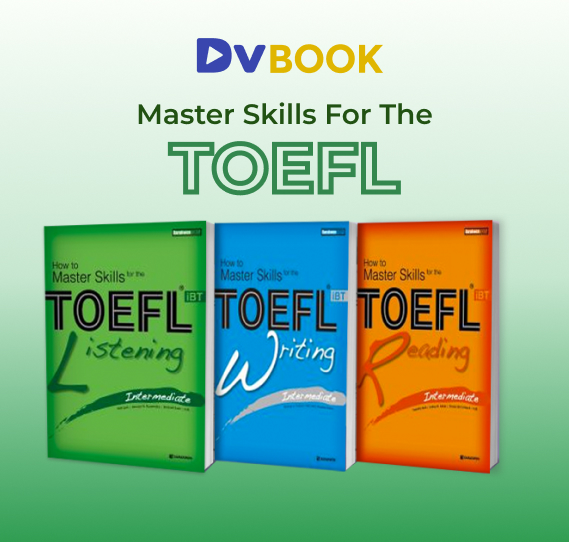 DVBOOK
Master Skills For The
TOEFL
How to
Master Skills for the
TOEFL® iBT
Listening
Intermediate
How to
Master Skills for the
TOEFL® iBT
Writing
Intermediate
How to
Master Skills for the
TOEFL® iBT
Reading
Intermediate